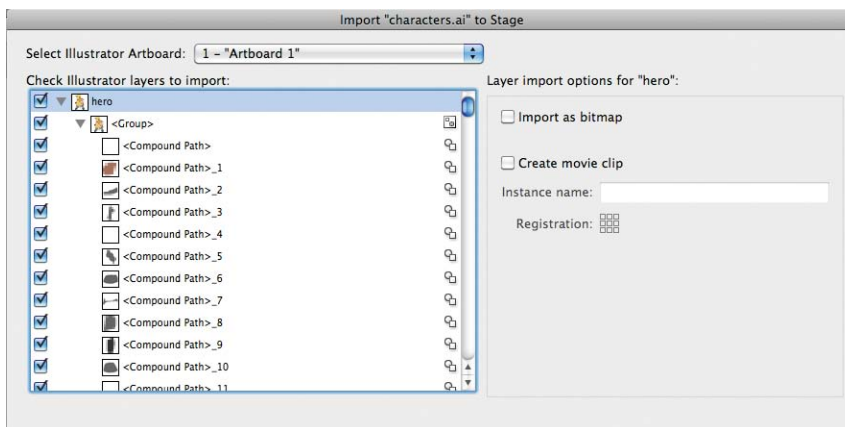 Import "characters.ai" to Stage
Select Illustrator Artboard: 1 – "Artboard 1"
Check Illustrator layers to import:
hero
<Group>
<Compound Path>
<Compound Path>_1
<Compound Path>_2
<Compound Path>_3
<Compound Path>_4
<Compound Path>_5
<Compound Path>_6
<Compound Path>_7
<Compound Path>_8
<Compound Path>_9
<Compound Path>_10
<Compound Path>_11
Layer import options for "hero":
Import as bitmap
Create movie clip
Instance name:
Registration: